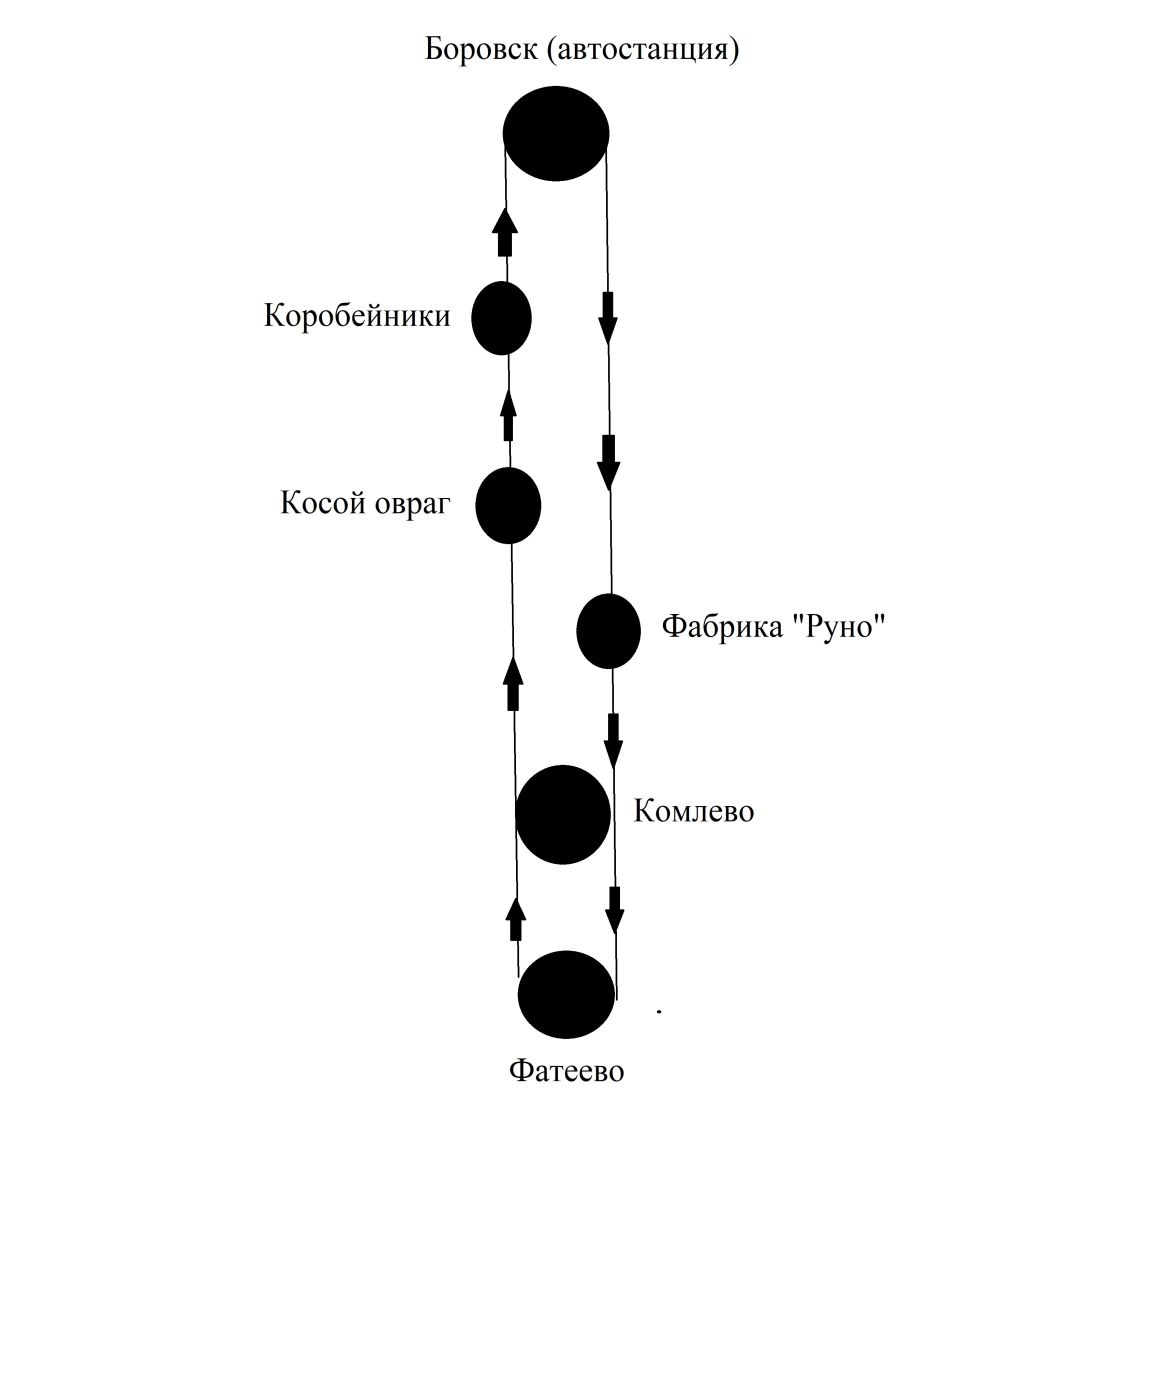 Боровск (автостанция)
Коробейники
Косой овраг
Фабрика "Руно"
Комлево
Фатеево